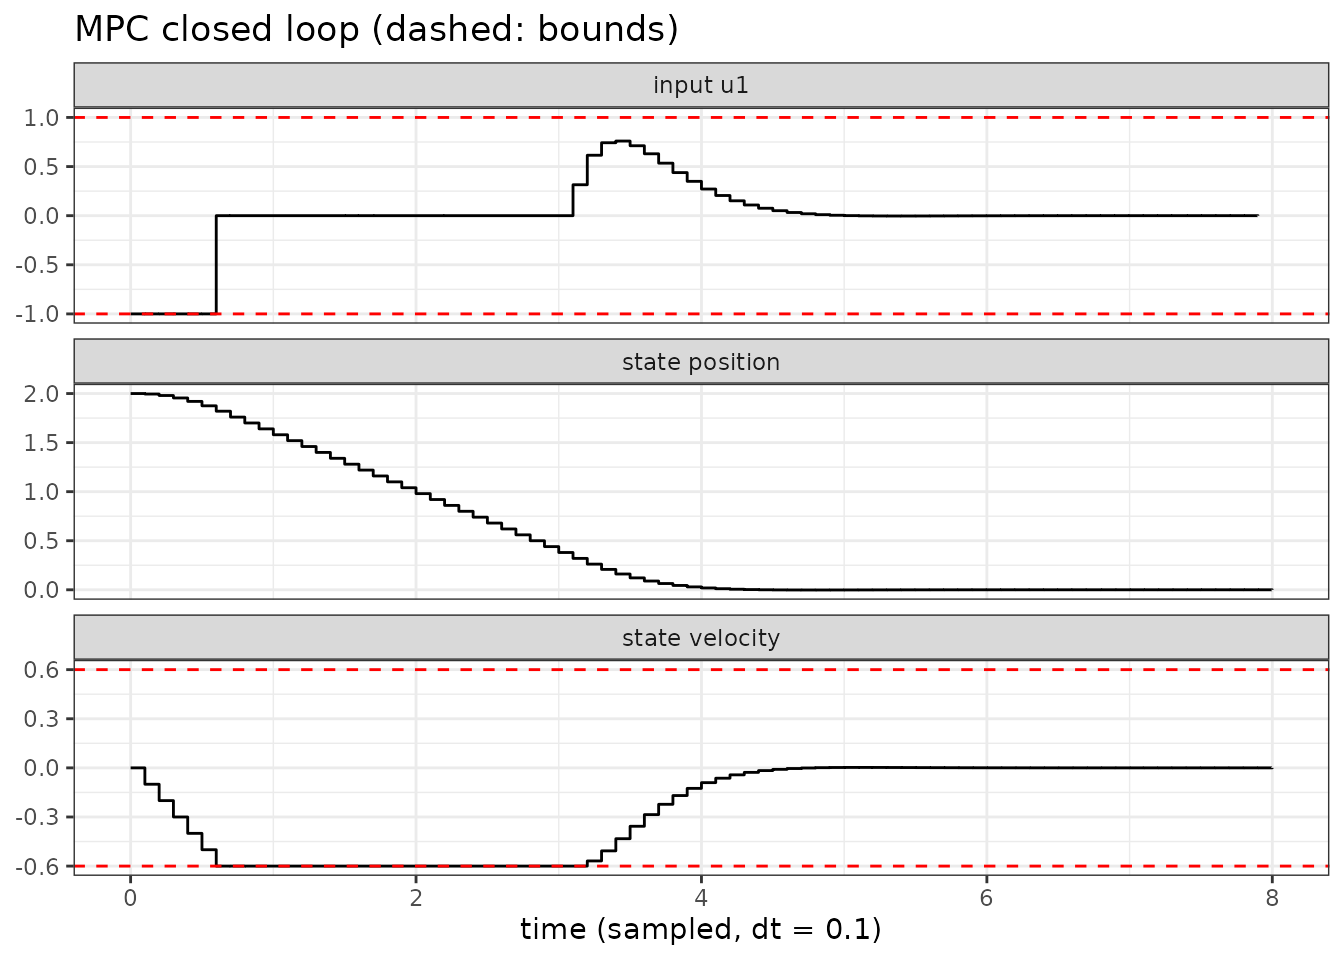 MPC closed loop (dashed: bounds)
input u1
1.0
0.5
0.0
-0.5
-1.0
state position
2.0
1.5
1.0
0.5
0.0
state velocity
0.6
0.3
0.0
-0.3
-0.6
0 2 4 6 8
time (sampled, dt = 0.1)